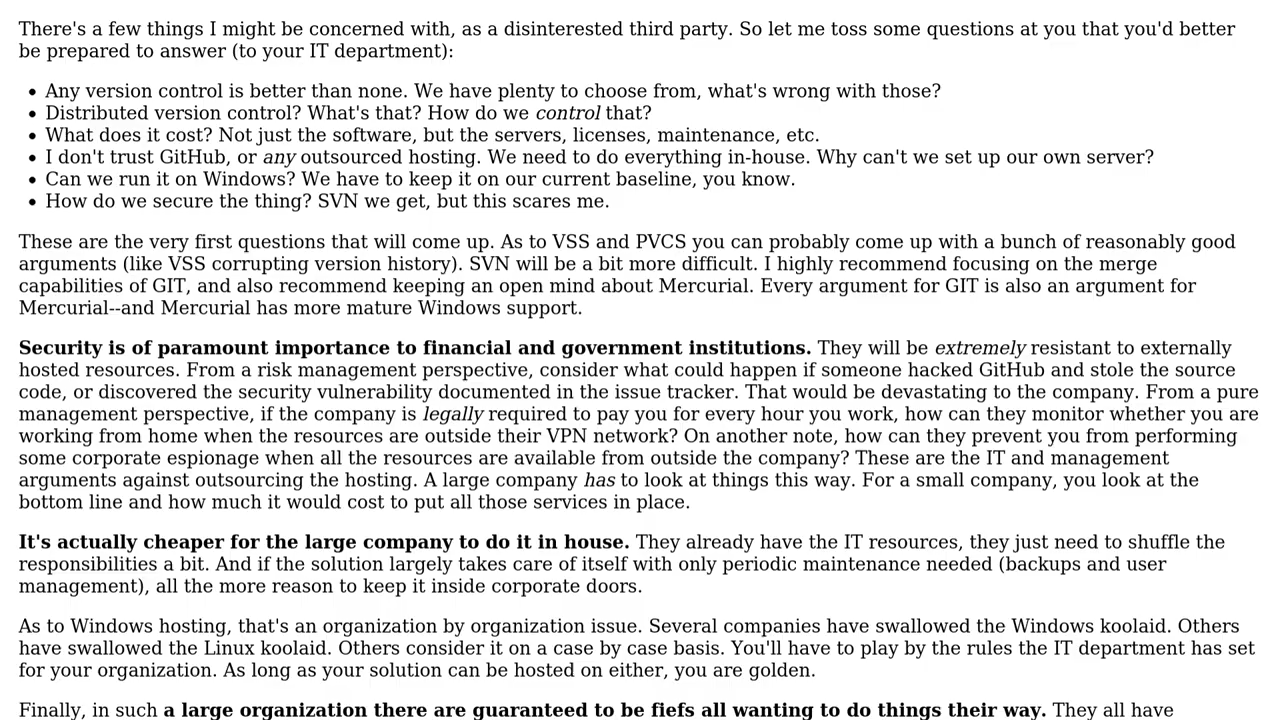 There's a few things I might be concerned with, as a disinterested third party. So let me toss some questions at you that you'd better
be prepared to answer (to your IT department):
• Any version control is better than none. We have plenty to choose from, what's wrong with those?
• Distributed version control? What's that? How do we control that?
• What does it cost? Not just the software, but the servers, licenses, maintenance, etc.
• I don't trust GitHub, or any outsourced hosting. We need to do everything in-house. Why can't we set up our own server?
• Can we run it on Windows? We have to keep it on our current baseline, you know.
• How do we secure the thing? SVN we get, but this scares me.
These are the very first questions that will come up. As to VSS and PVCS you can probably come up with a bunch of reasonably good
arguments (like VSS corrupting version history). SVN will be a bit more difficult. I highly recommend focusing on the merge
capabilities of GIT, and also recommend keeping an open mind about Mercurial. Every argument for GIT is also an argument for
Mercurial--and Mercurial has more mature Windows support.
Security is of paramount importance to financial and government institutions. They will be extremely resistant to externally
hosted resources. From a risk management perspective, consider what could happen if someone hacked GitHub and stole the source
code, or discovered the security vulnerability documented in the issue tracker. That would be devastating to the company. From a pure
management perspective, if the company is legally required to pay you for every hour you work, how can they monitor whether you are
working from home when the resources are outside their VPN network? On another note, how can they prevent you from performing
some corporate espionage when all the resources are available from outside the company? These are the IT and management
arguments against outsourcing the hosting. A large company has to look at things this way. For a small company, you look at the
bottom line and how much it would cost to put all those services in place.
It's actually cheaper for the large company to do it in house. They already have the IT resources, they just need to shuffle the
responsibilities a bit. And if the solution largely takes care of itself with only periodic maintenance needed (backups and user
management), all the more reason to keep it inside corporate doors.
As to Windows hosting, that's an organization by organization issue. Several companies have swallowed the Windows koolaid. Others
have swallowed the Linux koolaid. Others consider it on a case by case basis. You'll have to play by the rules the IT department has set
for your organization. As long as your solution can be hosted on either, you are golden.
Finally, in such a large organization there are guaranteed to be fiefs all wanting to do things their way. They all have